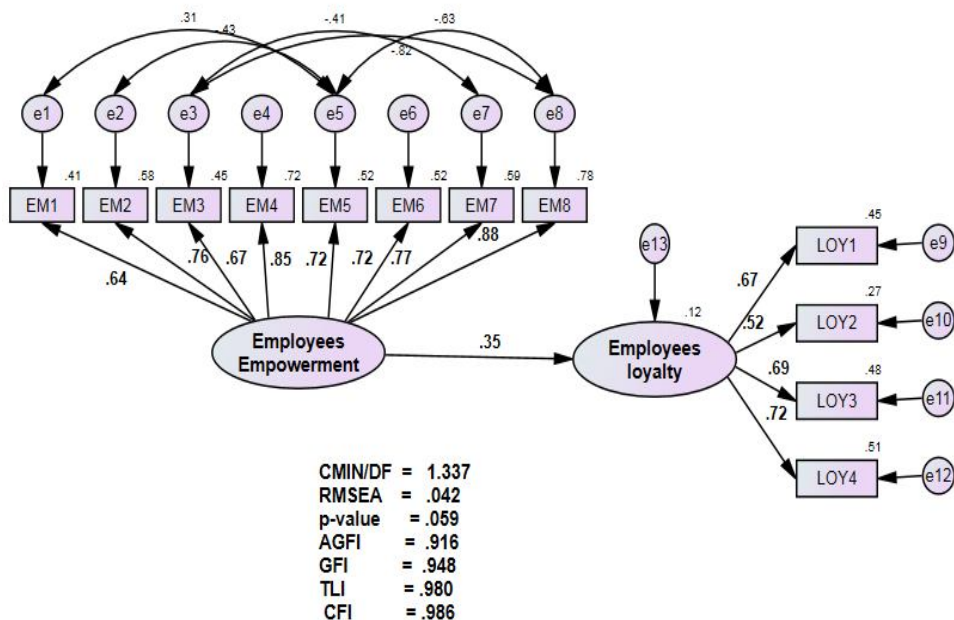 .31
-.43
-.41
-.82
-.63
e1 e2 e3 e4 e5 e6 e7 e8
.41 .58 .45 .72 .52 .52 .59 .78
EM1 EM2 EM3 EM4 EM5 EM6 EM7 EM8
.64 .76 .67 .85 .72 .72 .77 .88
Employees
Empowerment
.35
e13
.12
Employees
loyalty
.67
.52
.69
.72
.45
LOY1 e9
.27
LOY2 e10
.48
LOY3 e11
.51
LOY4 e12
CMIN/DF = 1.337
RMSEA = .042
p-value = .059
AGFI = .916
GFI = .948
TLI = .980
CFI = .986